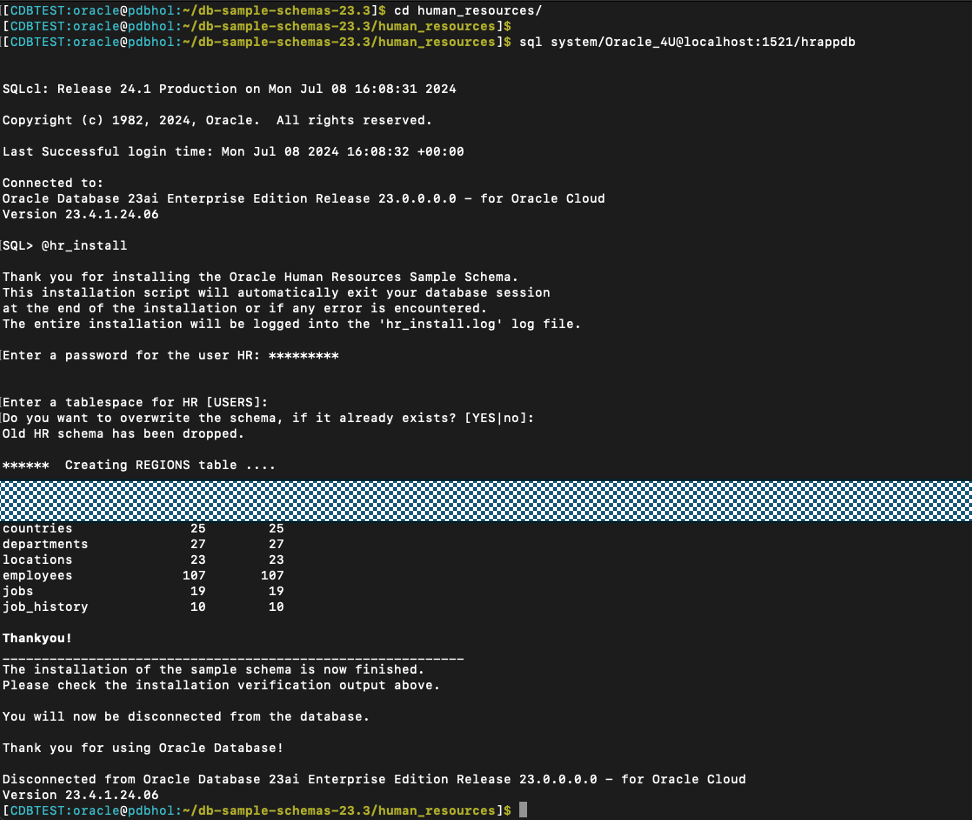 [[CDBTEST:oracle@pdbhol:~/db-sample-schemas-23.3]$ cd human_resources/
[CDBTEST:oracle@pdbhol:~/db-sample-schemas-23.3/human_resources]$
[[CDBTEST:oracle@pdbhol:~/db-sample-schemas-23.3/human_resources]$ sql system/Oracle_4U@localhost:1521/hrappdb
SQLcl: Release 24.1 Production on Mon Jul 08 16:08:31 2024
Copyright (c) 1982, 2024, Oracle.  All rights reserved.
Last Successful login time: Mon Jul 08 2024 16:08:32 +00:00
Connected to:
Oracle Database 23ai Enterprise Edition Release 23.0.0.0.0 - for Oracle Cloud
Version 23.4.1.24.06
[SQL> @hr_install
Thank you for installing the Oracle Human Resources Sample Schema.
This installation script will automatically exit your database session
at the end of the installation or if any error is encountered.
The entire installation will be logged into the 'hr_install.log' log file.
[Enter a password for the user HR: *********
[Enter a tablespace for HR [USERS]:
[Do you want to overwrite the schema, if it already exists? [YES|no]:
Old HR schema has been dropped.
******  Creating REGIONS table ....
countries               25        25
departments             27        27
locations               23        23
employees              107       107
jobs                    19        19
job_history             10        10
Thankyou!
___________________________________________________________
The installation of the sample schema is now finished.
Please check the installation verification output above.
You will now be disconnected from the database.
Thank you for using Oracle Database!
Disconnected from Oracle Database 23ai Enterprise Edition Release 23.0.0.0.0 - for Oracle Cloud
Version 23.4.1.24.06
[CDBTEST:oracle@pdbhol:~/db-sample-schemas-23.3/human_resources]$